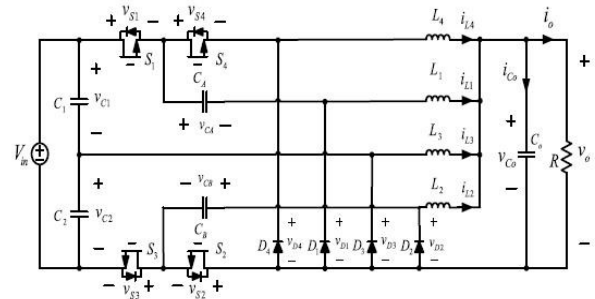 v_S1 v_S4 L_4 i_L4 i_o
+ - + -
S_1 S_4
+ C_A L_1 i_L1 i_Co +
C_1 v_C1
- + v_CA - L_3 i_L3 +
V_in v_Co C_o R v_o
+ - v_CB + L_2 i_L2 -
C_2 v_C2 C_B
- S_3 S_2 D_4 + v_D4 - D_1 + v_D1 - D_3 + v_D3 - D_2 + v_D2 - -
- + - +
v_S3 v_S2